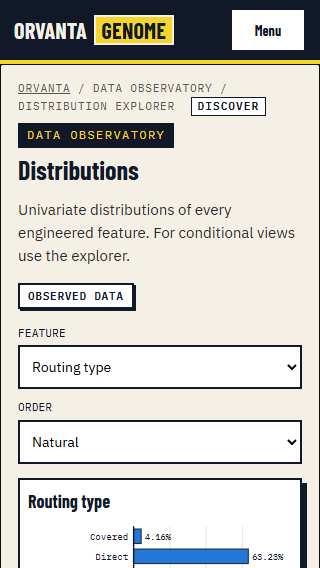 ORVANTA GENOME
Menu
ORVANTA / DATA OBSERVATORY /
DISTRIBUTION EXPLORER DISCOVER
DATA OBSERVATORY
Distributions
Univariate distributions of every
engineered feature. For conditional views
use the explorer.
OBSERVED DATA
FEATURE
Routing type
ORDER
Natural
Routing type
Covered 4.16%
Direct 63.23%